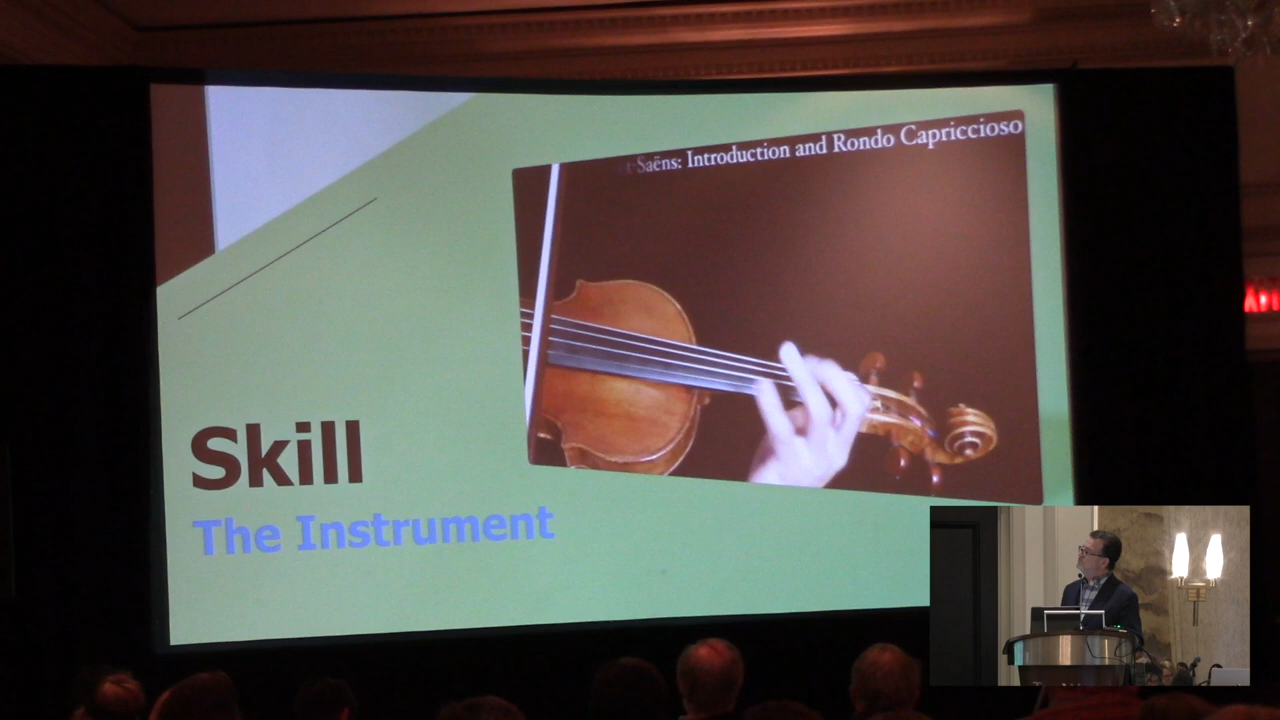 Saëns: Introduction and Rondo Capriccioso
Skill
The Instrument